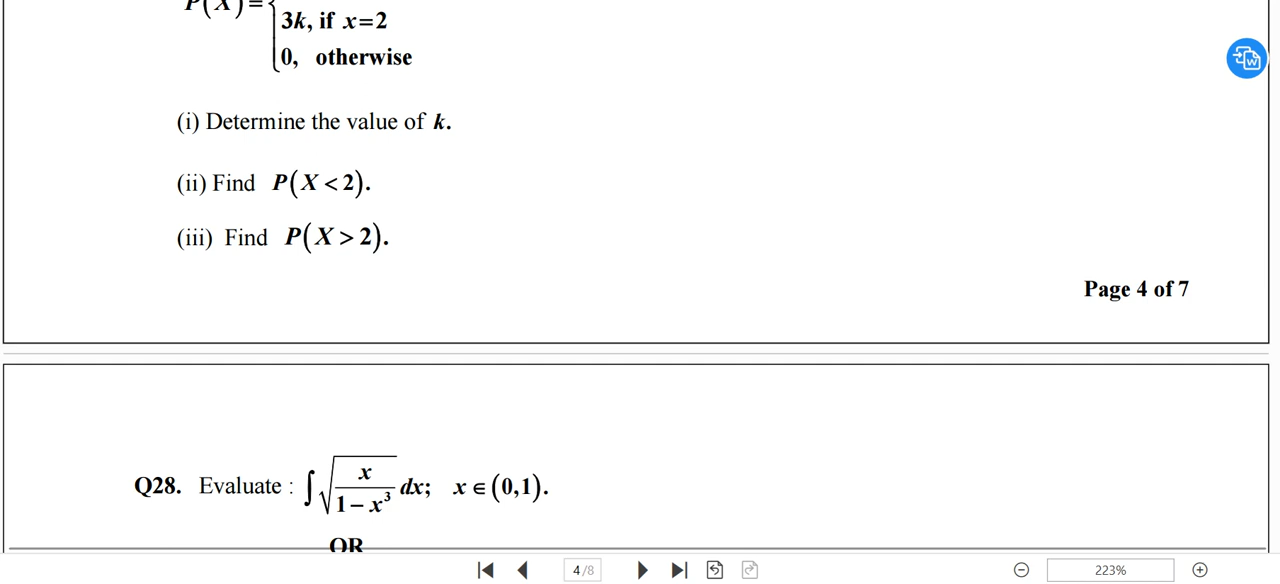 P(X)=
3k, if x=2
0, otherwise
(i) Determine the value of k.
(ii) Find P(X<2).
(iii) Find P(X>2).
Page 4 of 7
Q28. Evaluate : ∫√(x/(1−x³)) dx; x∈(0,1).
OR
4/8
223%